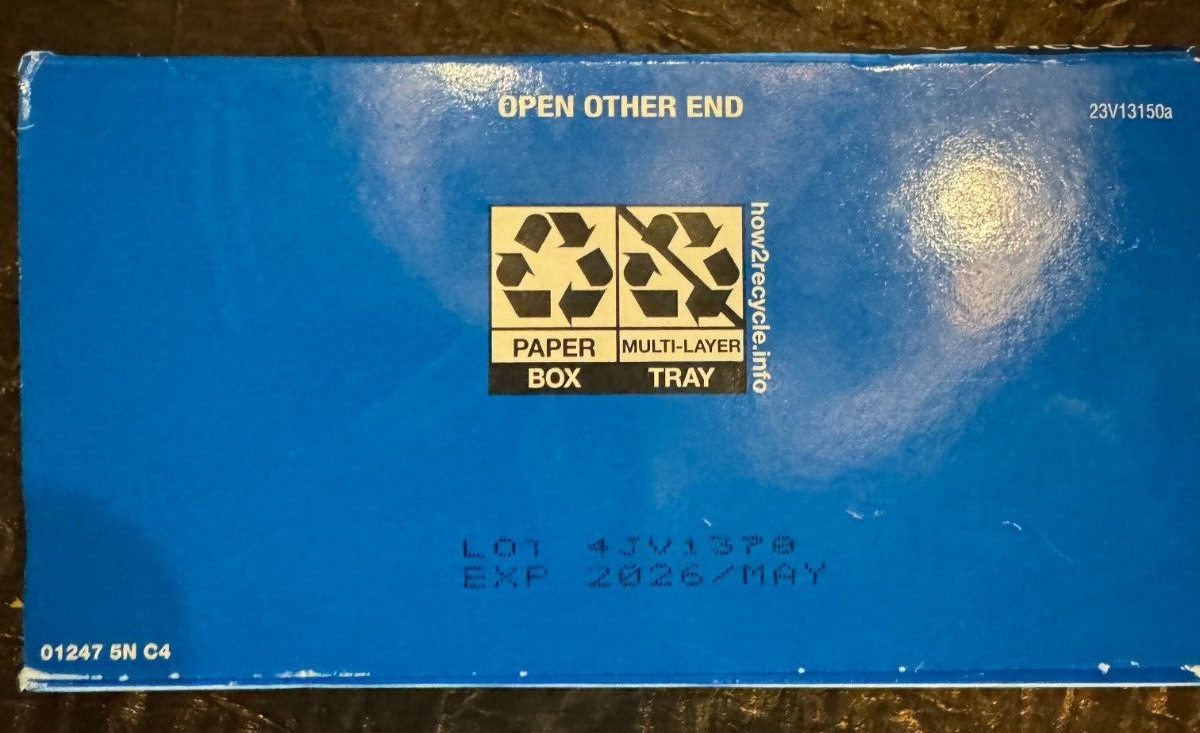 OPEN OTHER END
23V13150a
PAPER
BOX
MULTI-LAYER
TRAY
how2recycle.info
LOT 4JV1370
EXP 2026/MAY
01247 5N C4